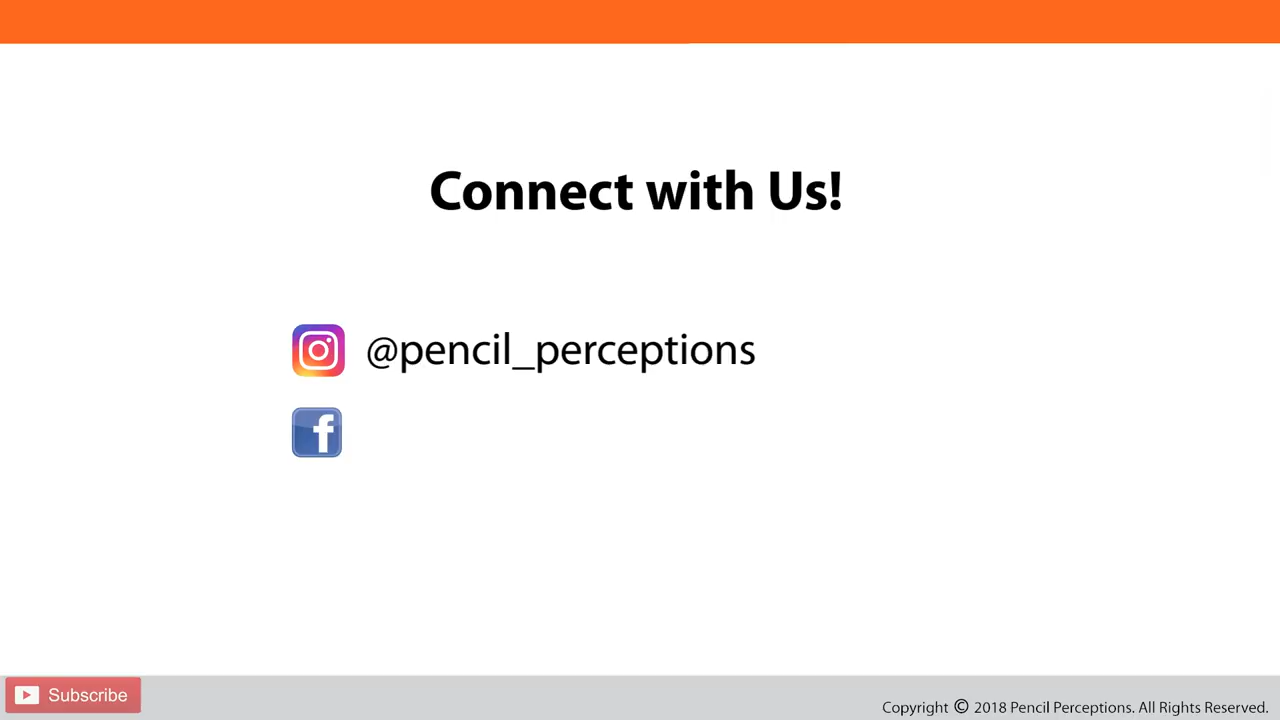 Connect with Us!
@pencil_perceptions
Subscribe
Copyright © 2018 Pencil Perceptions. All Rights Reserved.